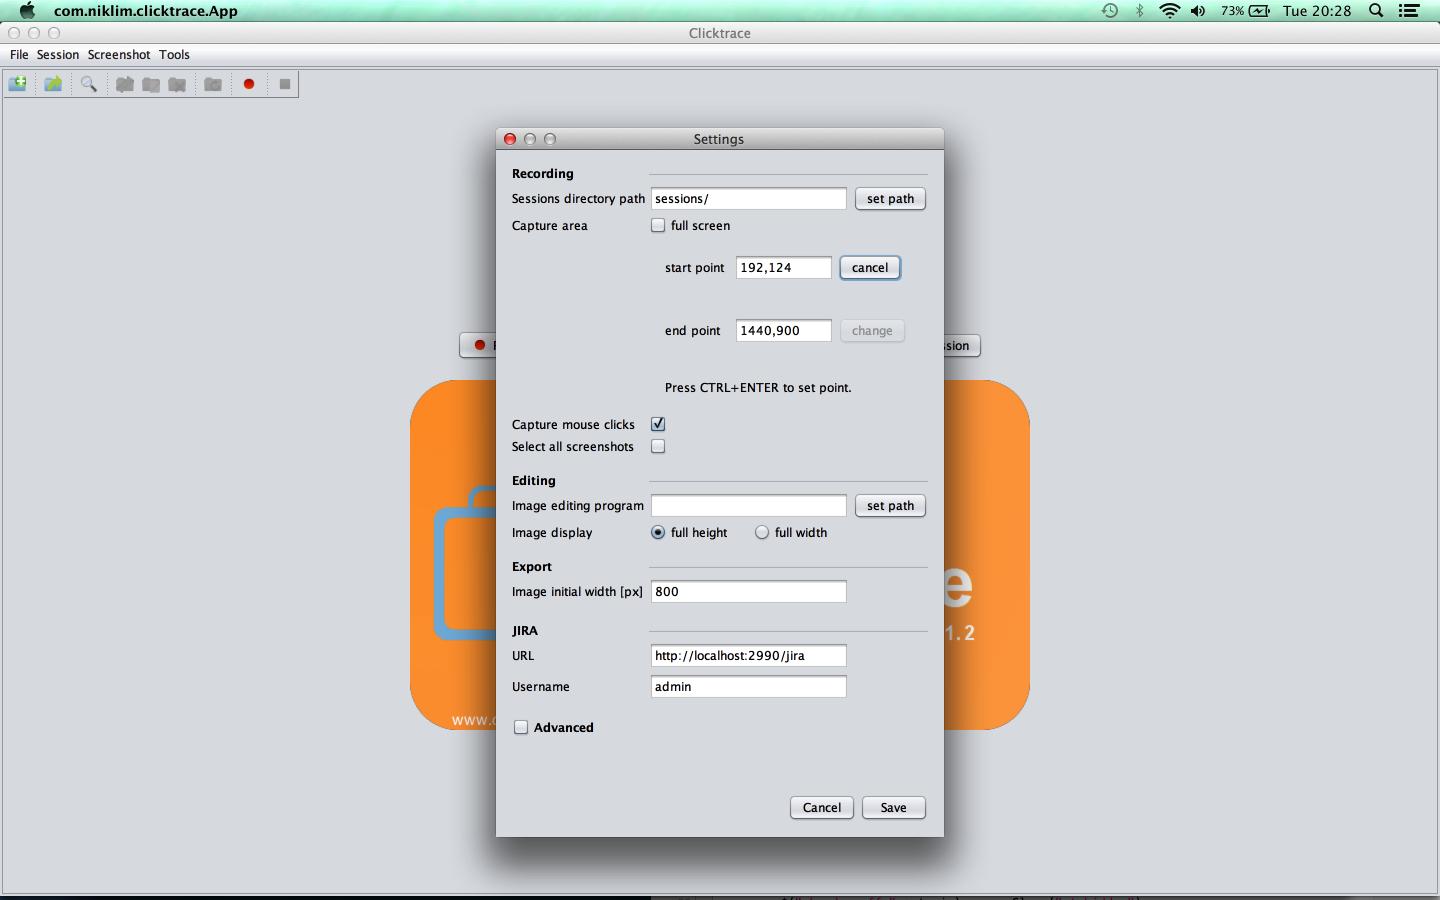 com.niklim.clicktrace.App
73%
Tue 20:28
Clicktrace
File Session Screenshot Tools
Settings
Recording
Sessions directory path sessions/ set path
Capture area full screen
start point 192,124 cancel
end point 1440,900 change
Press CTRL+ENTER to set point.
Capture mouse clicks
Select all screenshots
Editing
Image editing program set path
Image display full height full width
Export
Image initial width [px] 800
JIRA
URL http://localhost:2990/jira
Username admin
Advanced
Cancel Save
e
1.2